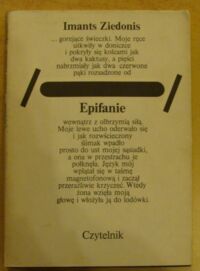 Imants Ziedonis
... gorejące świeczki. Moje ręce
utkwiły w doniczce
i pokryły się kolcami jak
dwa kaktusy, a pięści
nabrzmiały jak dwa czerwone
pąki rozsadzone od
Epifanie
wewnątrz z olbrzymią siłą.
Moje lewe ucho oderwało się
i jak rozwścieczony
ślimak wpadło
prosto do ust mojej sąsiadki,
a ona w przestrachu je
połknęła. Język mój
wplątał się w taśmę
magnetofonową i zaczął
przeraźliwie krzyczeć. Wtedy
żona wzięła moją
głowę i włożyła ją do lodówki.
Czytelnik